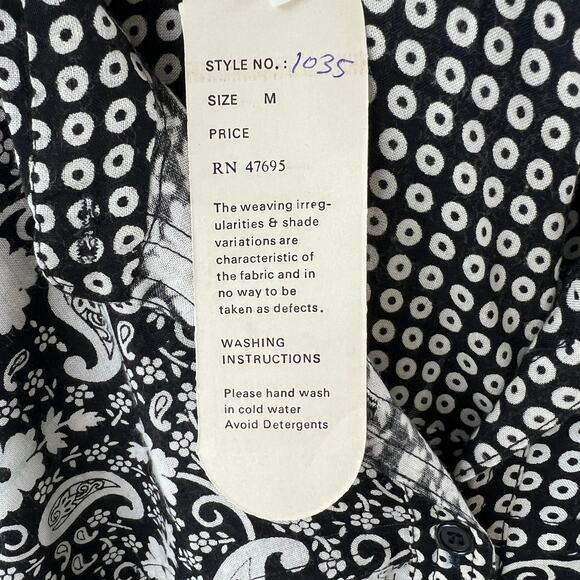 STYLE NO.: 1035
SIZE M
PRICE
RN 47695
The weaving irreg-
ularities & shade
variations are
characteristic of
the fabric and in
no way to be
taken as defects.
WASHING
INSTRUCTIONS
Please hand wash
in cold water
Avoid Detergents